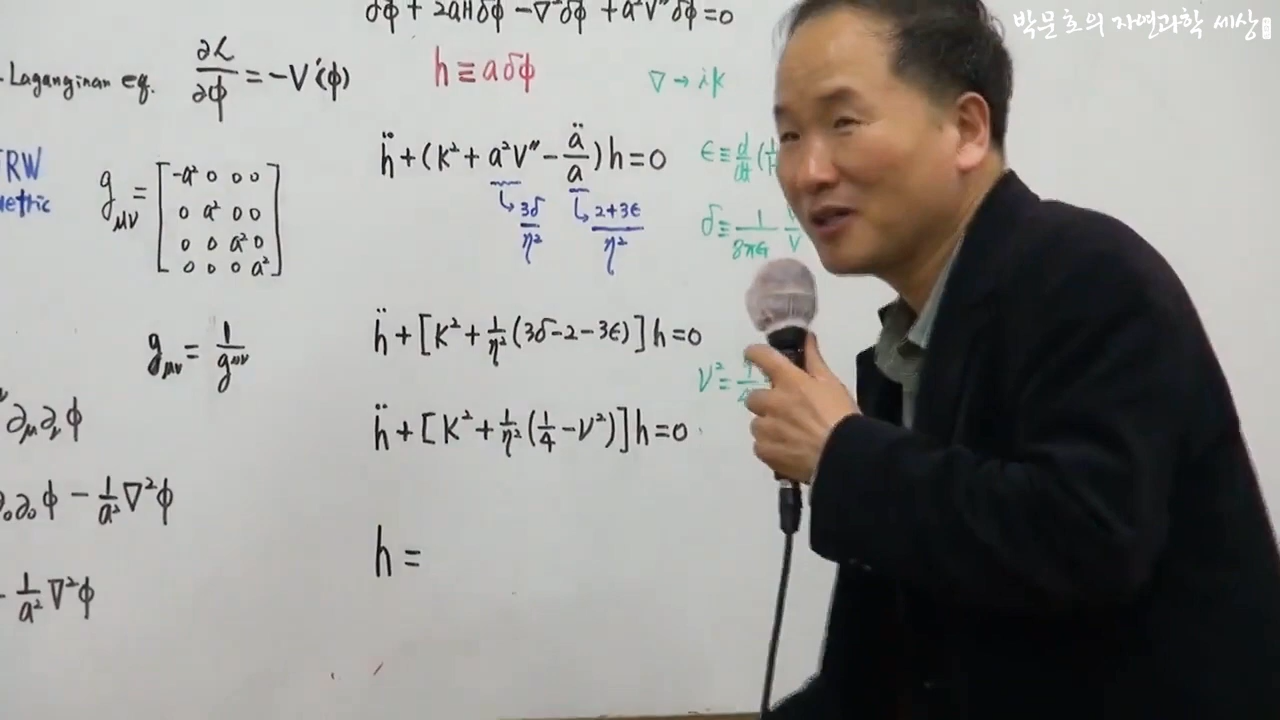 박문호의 자연과학 세상
δφ̈ + 2aHδφ̇ − ∇²δφ + a²V″δφ = 0
Laganginan eq. ∂ℒ/∂φ = −V′(φ)
h ≡ aδφ
∇ → ik
ḧ + (k² + a²V″ − ä/a)h = 0
3δ/η²
2+3ϵ/η²
ϵ ≡ d/dt
δ ≡ 1/8πG V
RW
metric
g_μν = [−a² 0 0 0
0 a² 0 0
0 0 a² 0
0 0 0 a²]
g_μν = 1/g^μν
ḧ + [k² + 1/η² (3δ−2−3ϵ)]h = 0
ν² =
ḧ + [k² + 1/η² (1/4 − ν²)]h = 0
∂_μ∂_νφ
∂₀∂₀φ − 1/a² ∇²φ
h =
− 1/a² ∇²φ